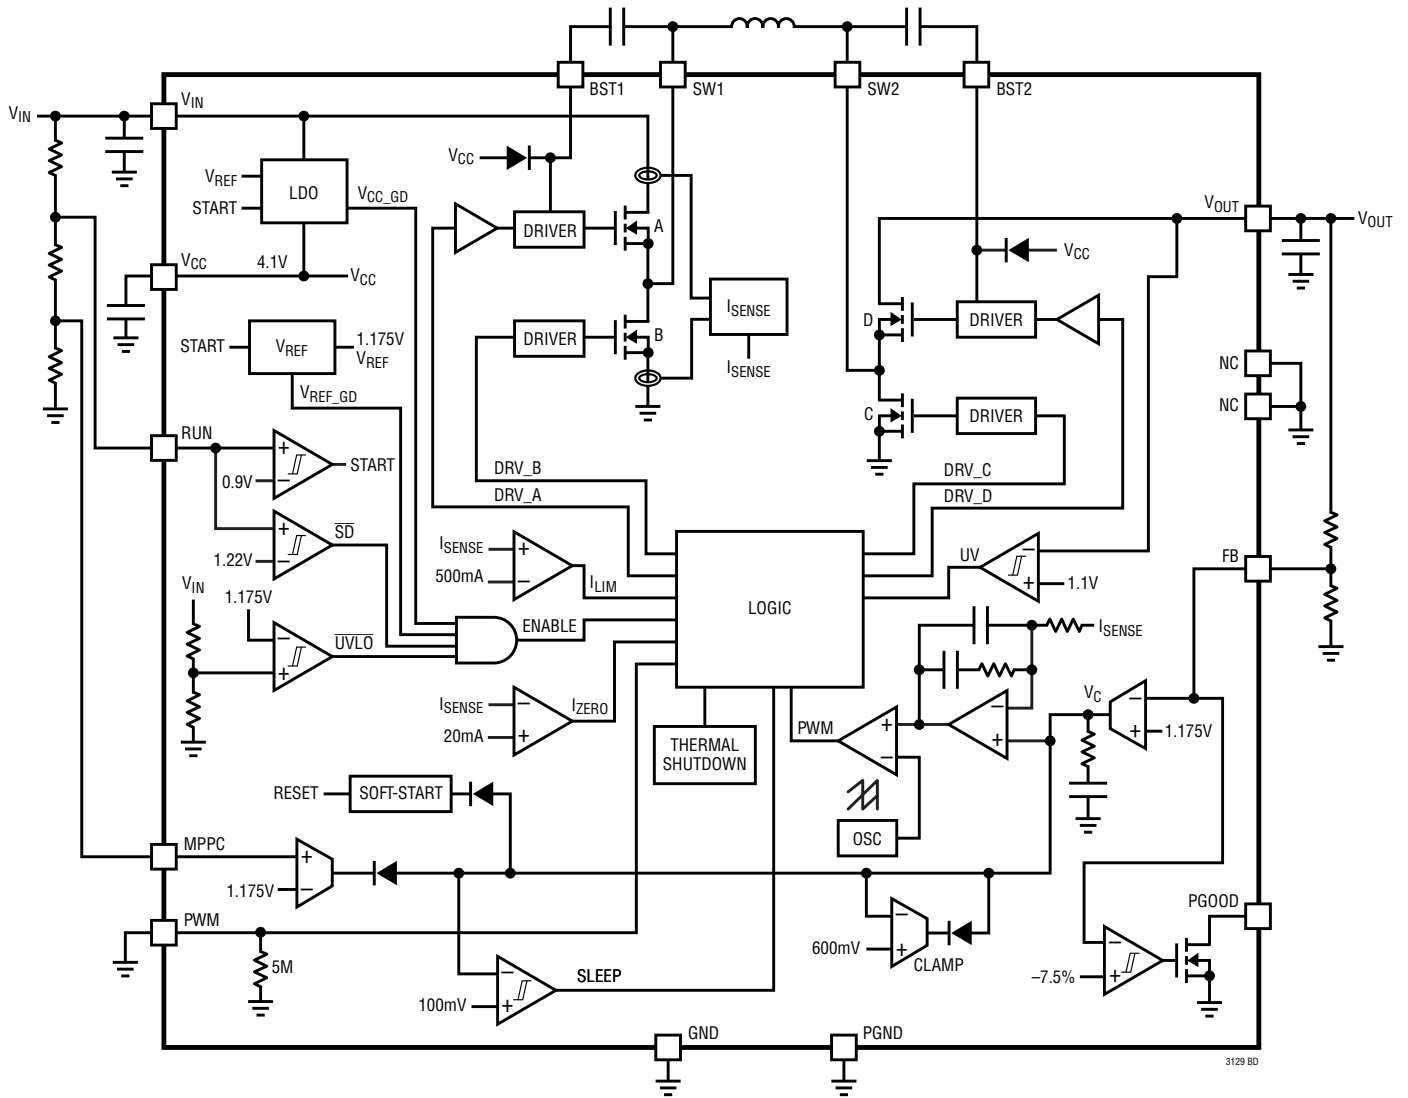 BST1
SW1
SW2
BST2
VIN
VIN
VCC
VREF
START
LDO
VCC_GD
DRIVER
A
VOUT
VOUT
VCC
VCC
4.1V
VCC
ISENSE
D
DRIVER
START
VREF
1.175V
VREF
DRIVER
B
ISENSE
NC
VREF_GD
C
DRIVER
NC
RUN
+
–
0.9V
START
DRV_B
DRV_A
DRV_C
DRV_D
+
–
1.22V
SD
ISENSE
500mA
+
–
ILIM
LOGIC
UV
–
+
1.1V
FB
VIN
1.175V
–
+
UVLO
ENABLE
ISENSE
ISENSE
20mA
–
+
IZERO
PWM
+
–
–
+
VC
–
+
1.175V
THERMAL
SHUTDOWN
RESET
SOFT-START
OSC
MPPC
+
–
1.175V
PWM
5M
–
+
600mV
CLAMP
PGOOD
–
+
–7.5%
–
+
100mV
SLEEP
GND
PGND
3129 BD